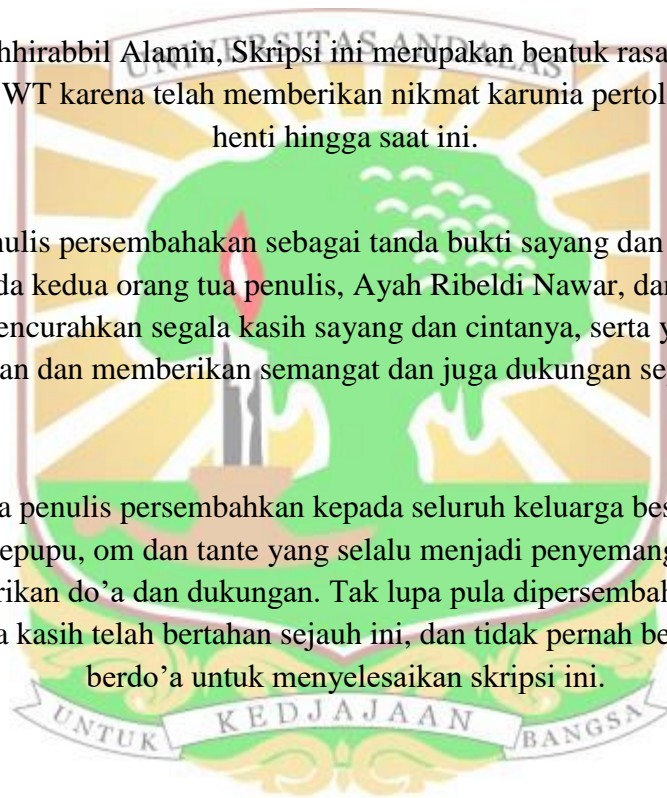 UNIVERSITAS ANDALAS
hhirabbil Alamin, Skripsi ini merupakan bentuk rasa
WT karena telah memberikan nikmat karunia pertol
henti hingga saat ini.
nulis persembahakan sebagai tanda bukti sayang dan
da kedua orang tua penulis, Ayah Ribeldi Nawar, dan
encurahkan segala kasih sayang dan cintanya, serta y
an dan memberikan semangat dan juga dukungan se
a penulis persembahkan kepada seluruh keluarga bes
epupu, om dan tante yang selalu menjadi penyemang
rikan do’a dan dukungan. Tak lupa pula dipersembah
a kasih telah bertahan sejauh ini, dan tidak pernah be
berdo’a untuk menyelesaikan skripsi ini.
UNTUK KEDJAJAAN BANGSA